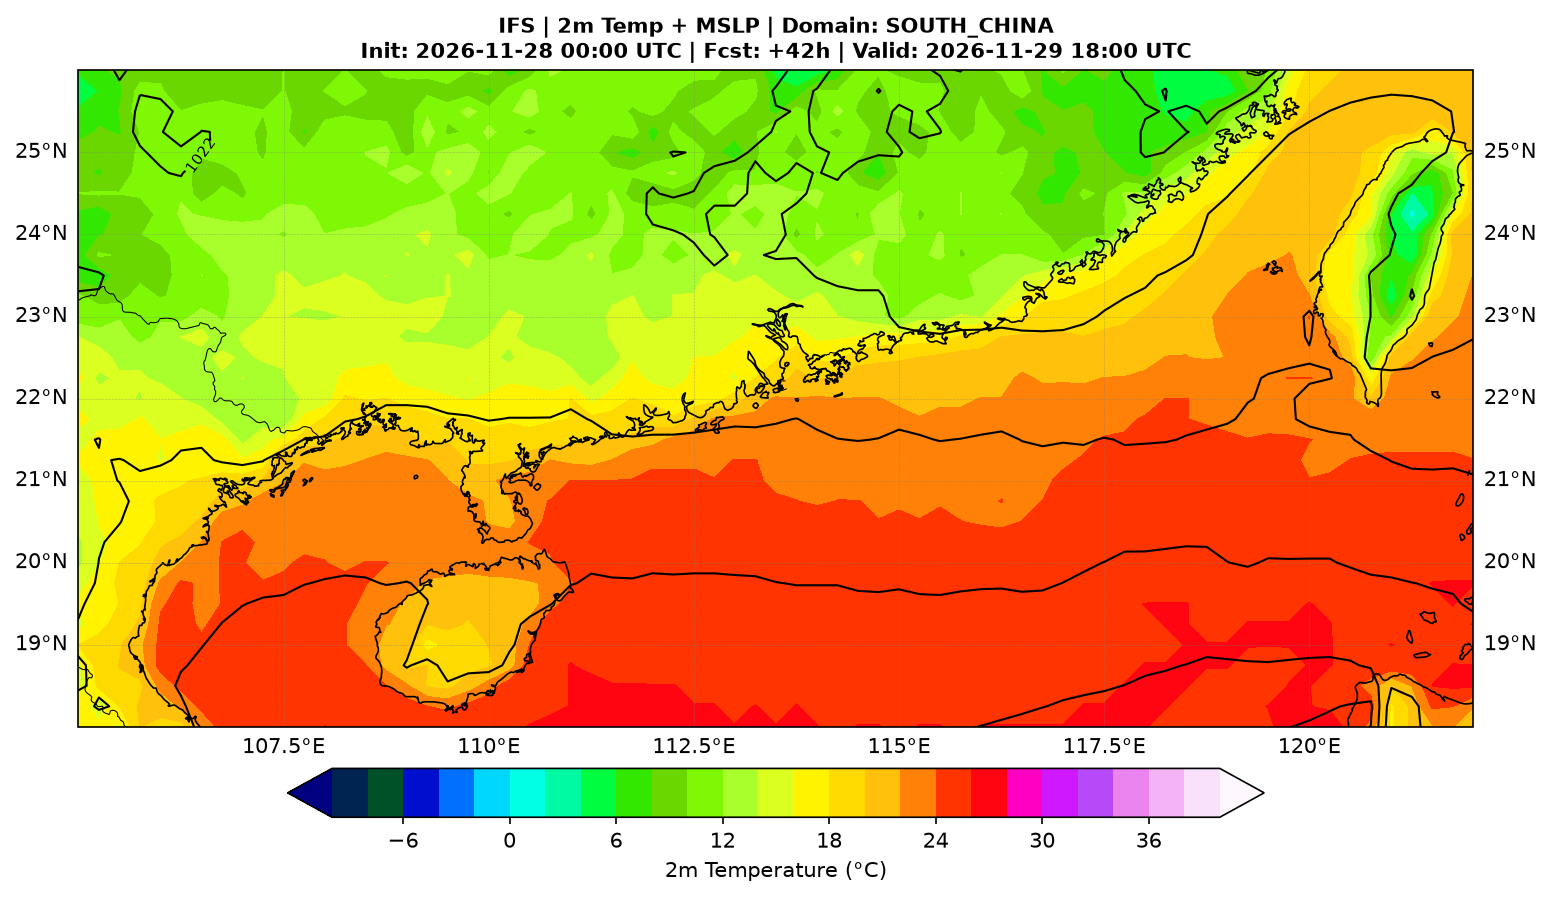 IFS | 2m Temp + MSLP | Domain: SOUTH_CHINA
Init: 2026-11-28 00:00 UTC | Fcst: +42h | Valid: 2026-11-29 18:00 UTC
1022
25°N 25°N
24°N 24°N
23°N 23°N
22°N 22°N
21°N 21°N
20°N 20°N
19°N 19°N
107.5°E 110°E 112.5°E 115°E 117.5°E 120°E
−6 0 6 12 18 24 30 36
2m Temperature (°C)